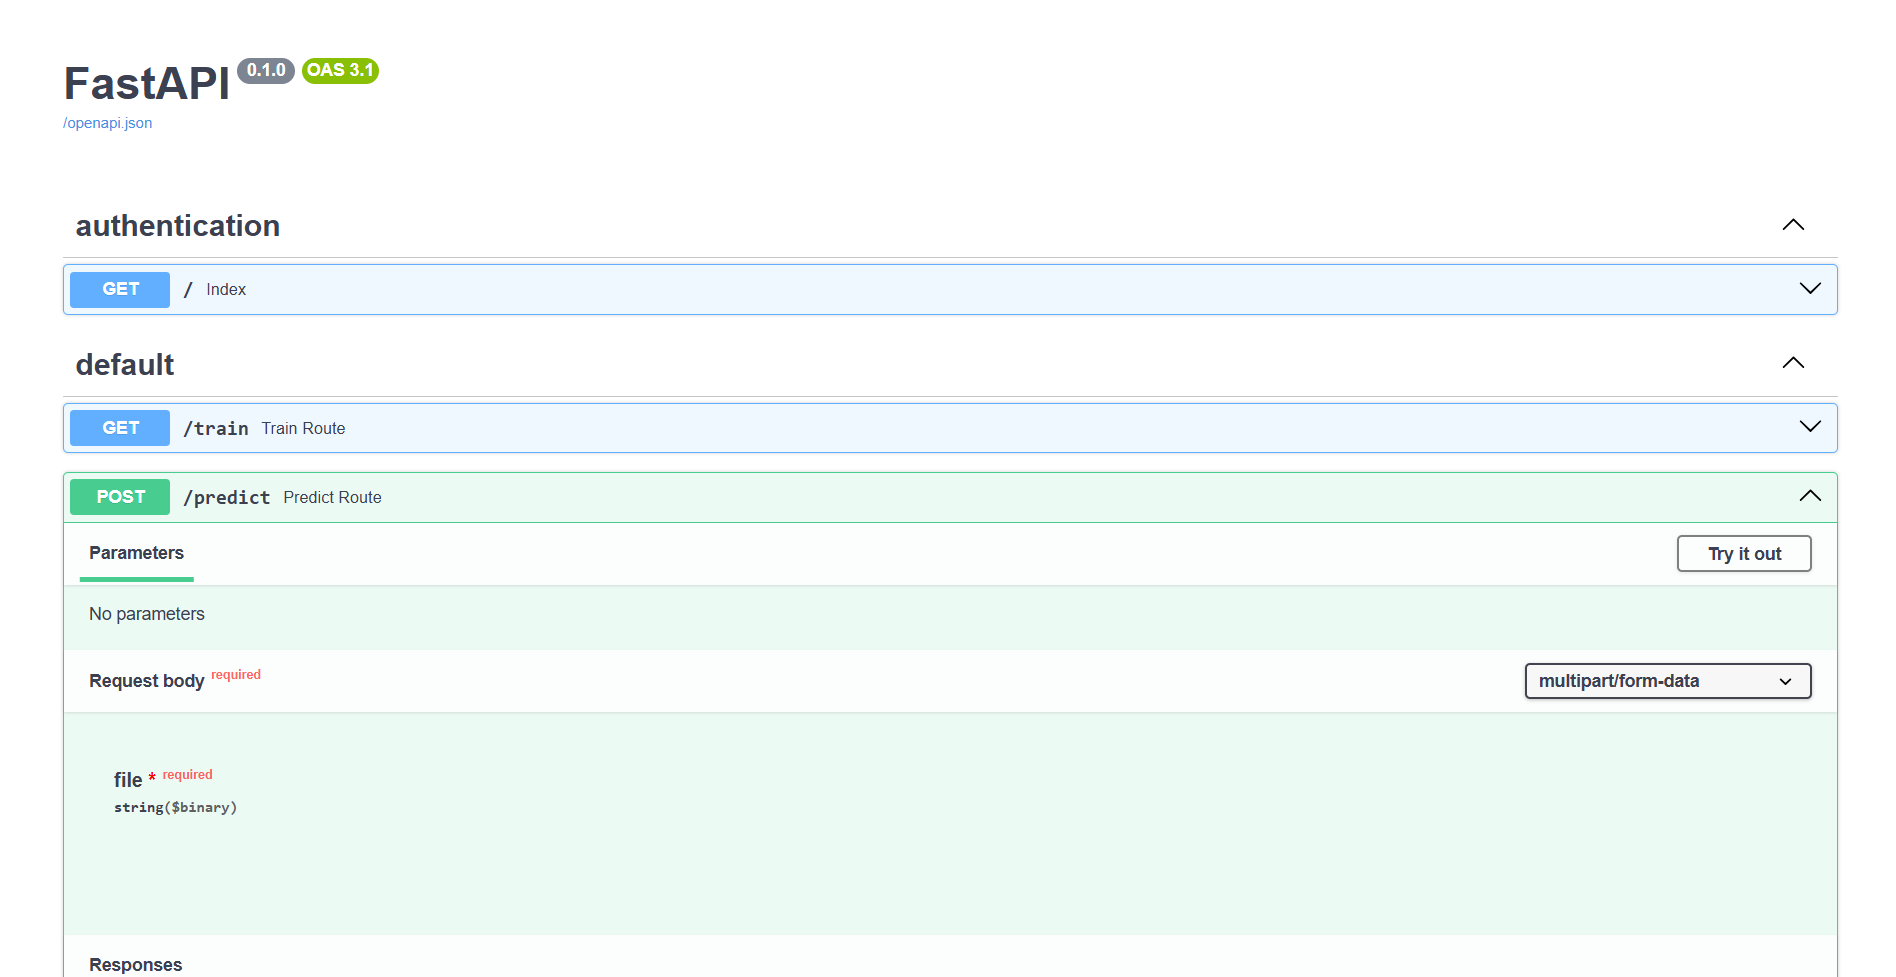 FastAPI 0.1.0 OAS 3.1
/openapi.json
authentication
GET / Index
default
GET /train Train Route
POST /predict Predict Route
Parameters Try it out
No parameters
Request body required multipart/form-data
file * required
string($binary)
Responses